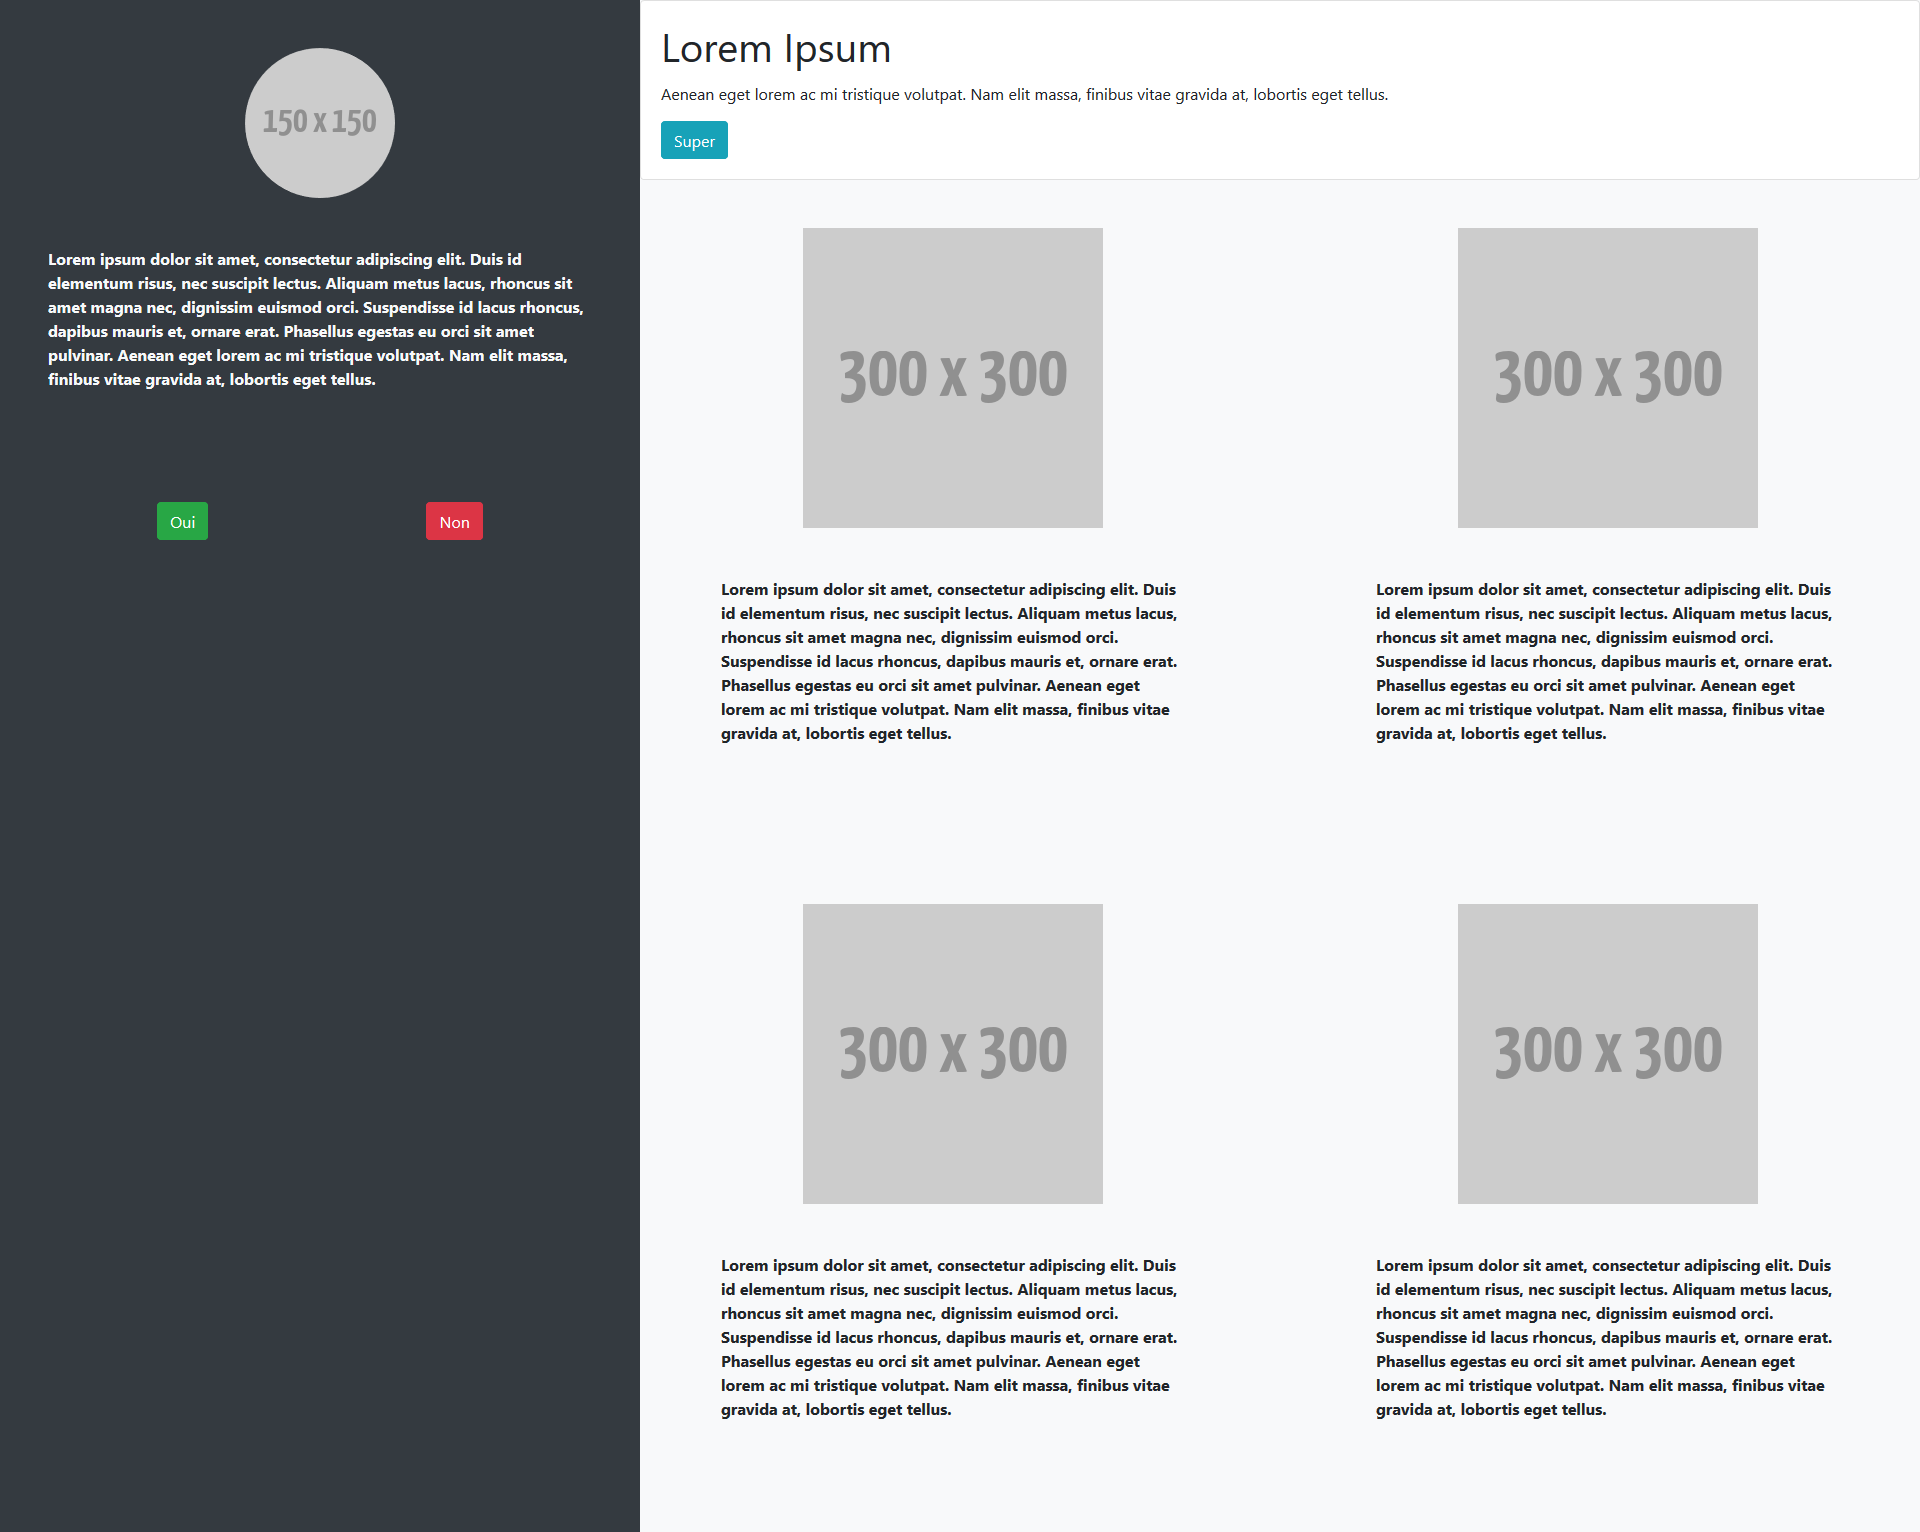 150 x 150
Lorem ipsum dolor sit amet, consectetur adipiscing elit. Duis id
elementum risus, nec suscipit lectus. Aliquam metus lacus, rhoncus sit
amet magna nec, dignissim euismod orci. Suspendisse id lacus rhoncus,
dapibus mauris et, ornare erat. Phasellus egestas eu orci sit amet
pulvinar. Aenean eget lorem ac mi tristique volutpat. Nam elit massa,
finibus vitae gravida at, lobortis eget tellus.
Oui
Non
Lorem Ipsum
Aenean eget lorem ac mi tristique volutpat. Nam elit massa, finibus vitae gravida at, lobortis eget tellus.
Super
300 x 300
Lorem ipsum dolor sit amet, consectetur adipiscing elit. Duis
id elementum risus, nec suscipit lectus. Aliquam metus lacus,
rhoncus sit amet magna nec, dignissim euismod orci.
Suspendisse id lacus rhoncus, dapibus mauris et, ornare erat.
Phasellus egestas eu orci sit amet pulvinar. Aenean eget
lorem ac mi tristique volutpat. Nam elit massa, finibus vitae
gravida at, lobortis eget tellus.
300 x 300
Lorem ipsum dolor sit amet, consectetur adipiscing elit. Duis
id elementum risus, nec suscipit lectus. Aliquam metus lacus,
rhoncus sit amet magna nec, dignissim euismod orci.
Suspendisse id lacus rhoncus, dapibus mauris et, ornare erat.
Phasellus egestas eu orci sit amet pulvinar. Aenean eget
lorem ac mi tristique volutpat. Nam elit massa, finibus vitae
gravida at, lobortis eget tellus.
300 x 300
Lorem ipsum dolor sit amet, consectetur adipiscing elit. Duis
id elementum risus, nec suscipit lectus. Aliquam metus lacus,
rhoncus sit amet magna nec, dignissim euismod orci.
Suspendisse id lacus rhoncus, dapibus mauris et, ornare erat.
Phasellus egestas eu orci sit amet pulvinar. Aenean eget
lorem ac mi tristique volutpat. Nam elit massa, finibus vitae
gravida at, lobortis eget tellus.
300 x 300
Lorem ipsum dolor sit amet, consectetur adipiscing elit. Duis
id elementum risus, nec suscipit lectus. Aliquam metus lacus,
rhoncus sit amet magna nec, dignissim euismod orci.
Suspendisse id lacus rhoncus, dapibus mauris et, ornare erat.
Phasellus egestas eu orci sit amet pulvinar. Aenean eget
lorem ac mi tristique volutpat. Nam elit massa, finibus vitae
gravida at, lobortis eget tellus.